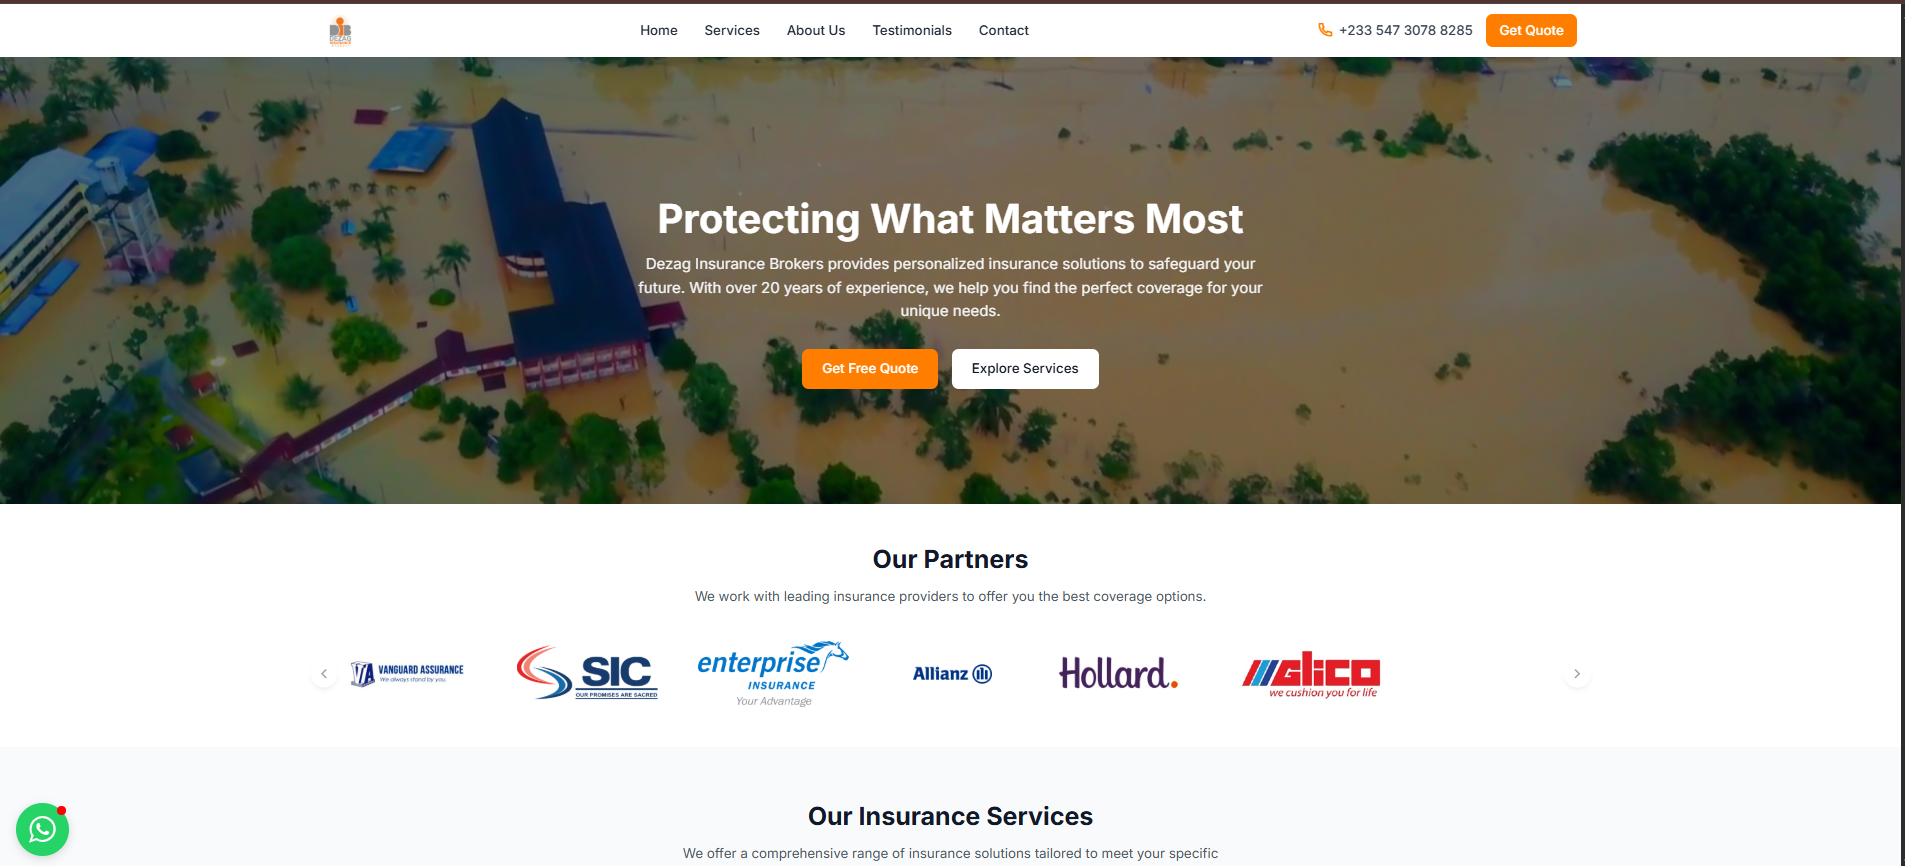 DEZAG
INSURANCE
Home
Services
About Us
Testimonials
Contact
+233 547 3078 8285
Get Quote
Protecting What Matters Most
Dezag Insurance Brokers provides personalized insurance solutions to safeguard your
future. With over 20 years of experience, we help you find the perfect coverage for your
unique needs.
Get Free Quote
Explore Services
Our Partners
We work with leading insurance providers to offer you the best coverage options.
VANGUARD ASSURANCE
We always stand by you.
SIC
OUR PROMISES ARE SACRED
enterprise
INSURANCE
Your Advantage
Allianz
Hollard.
GLICO
we cushion you for life
Our Insurance Services
We offer a comprehensive range of insurance solutions tailored to meet your specific